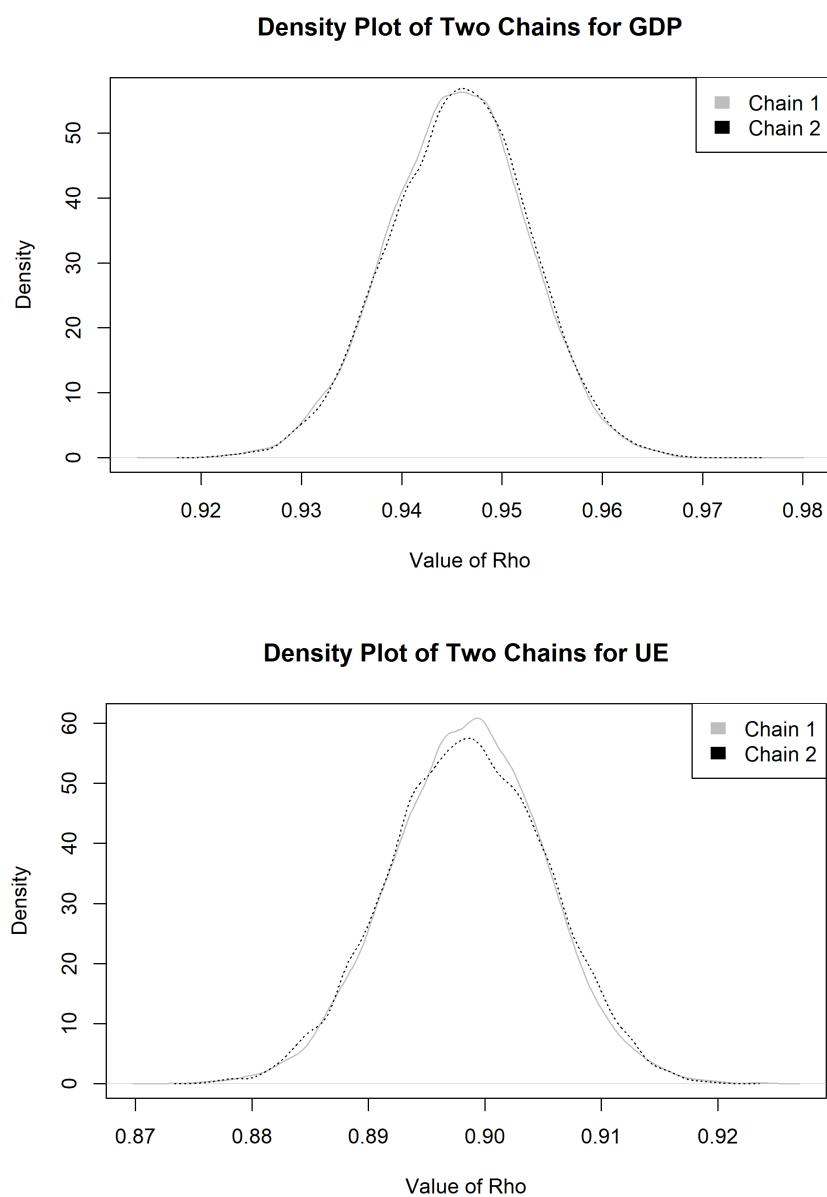 Density Plot of Two Chains for GDP
Chain 1
Chain 2
Density
50
40
30
20
10
0
0.92 0.93 0.94 0.95 0.96 0.97 0.98
Value of Rho
Density Plot of Two Chains for UE
Chain 1
Chain 2
Density
60
50
40
30
20
10
0
0.87 0.88 0.89 0.90 0.91 0.92
Value of Rho